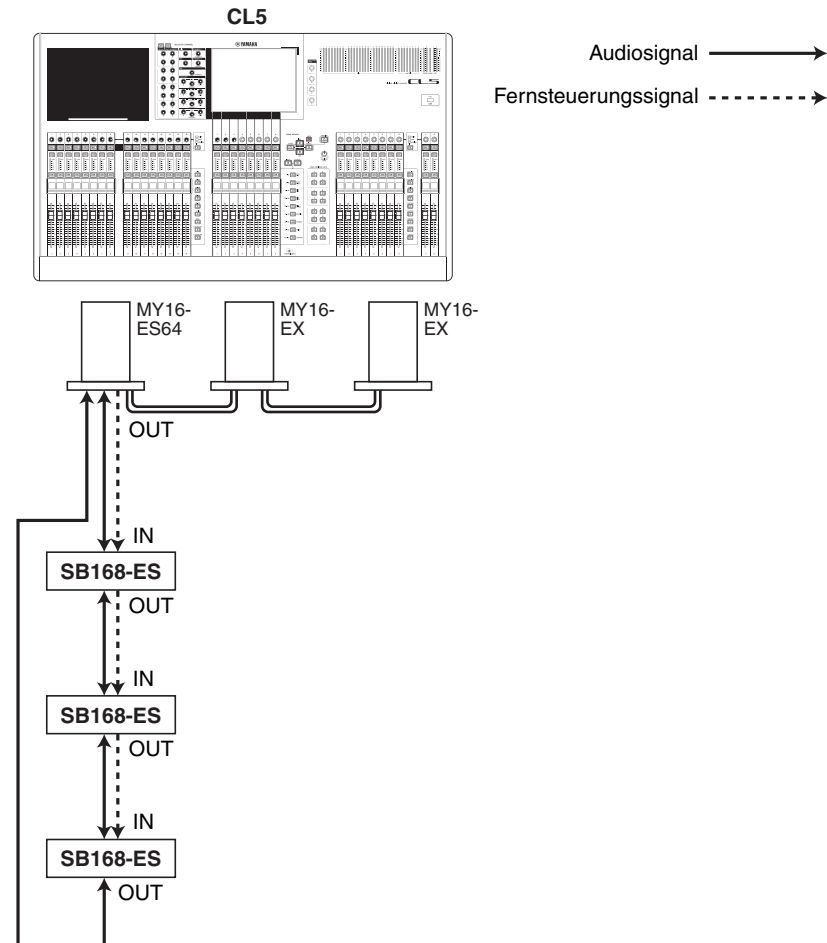 CL5
Audiosignal
Fernsteuerungssignal
YAMAHA
MY16-
ES64
MY16-
EX
MY16-
EX
OUT
IN
SB168-ES
OUT
IN
SB168-ES
OUT
IN
SB168-ES
OUT